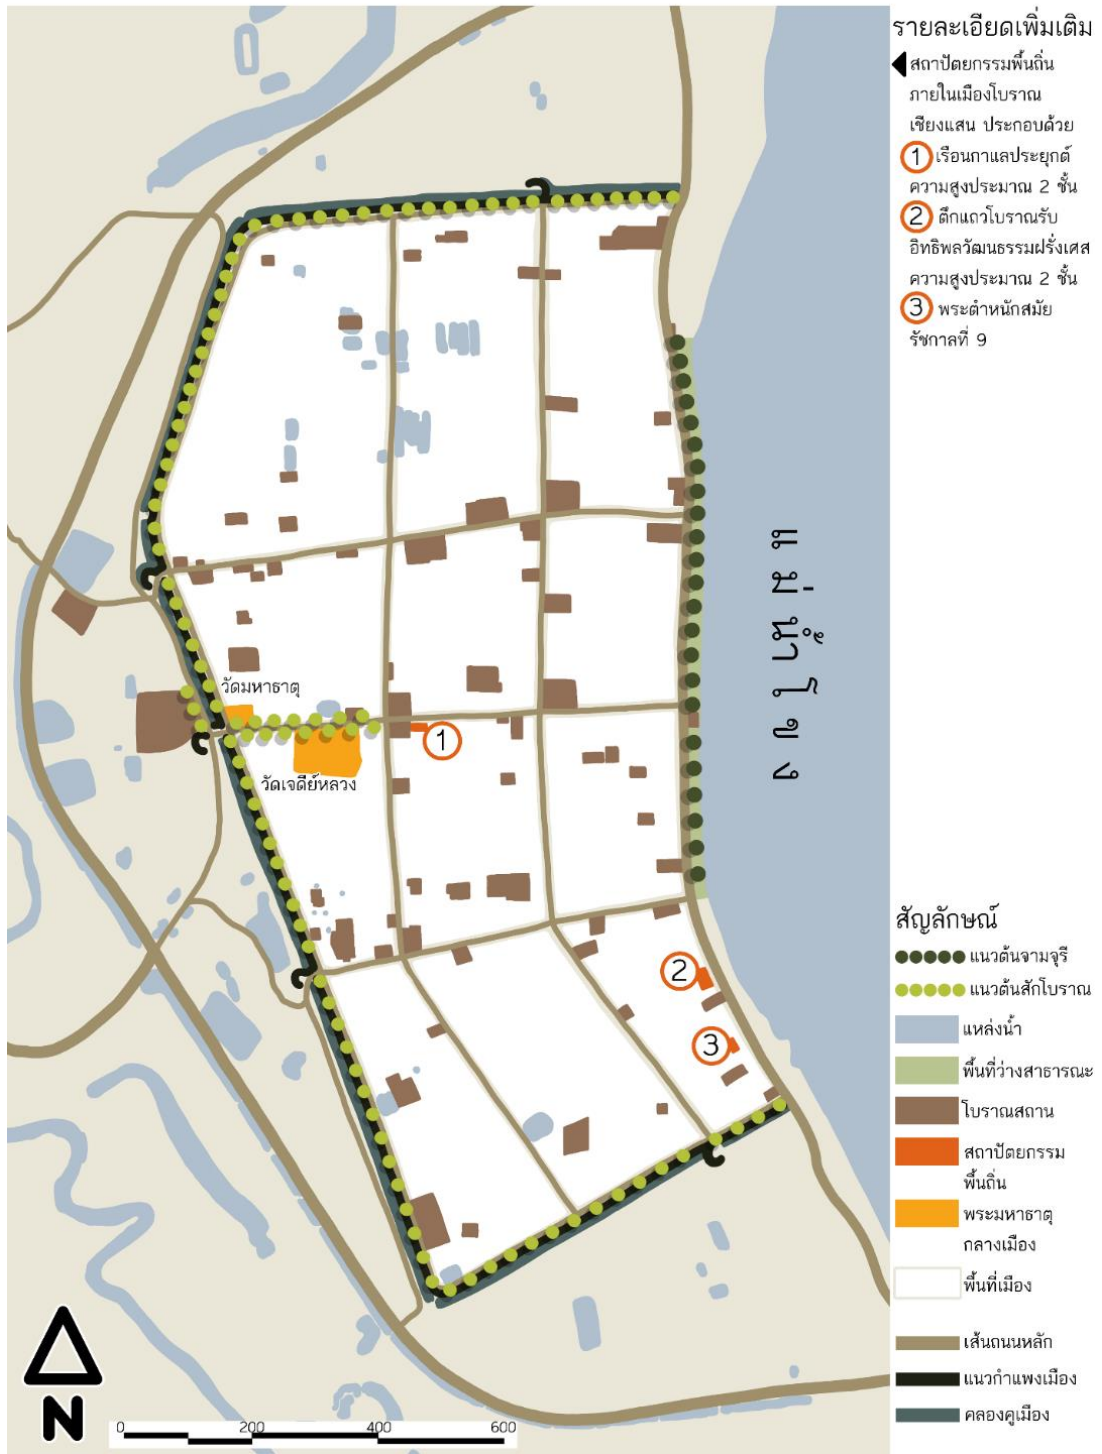 รายละเอียดเพิ่มเติม
สถาปัตยกรรมพื้นถิ่น
ภายในเมืองโบราณ
เชียงแสน ประกอบด้วย
1 เรือนกาแลประยุกต์
ความสูงประมาณ 2 ชั้น
2 ตึกแถวโบราณรับ
อิทธิพลวัฒนธรรมฝรั่งเศส
ความสูงประมาณ 2 ชั้น
3 พระตำหนักสมัย
รัชกาลที่ 9
แม่น้ำโขง
วัดมหาธาตุ
1
วัดเจดีย์หลวง
2
3
สัญลักษณ์
แนวต้นจามจุรี
แนวต้นสักโบราณ
แหล่งน้ำ
พื้นที่ว่างสาธารณะ
โบราณสถาน
สถาปัตยกรรม
พื้นถิ่น
พระมหาธาตุ
กลางเมือง
พื้นที่เมือง
เส้นถนนหลัก
แนวกำแพงเมือง
คลองคูเมือง
N
0 200 400 600